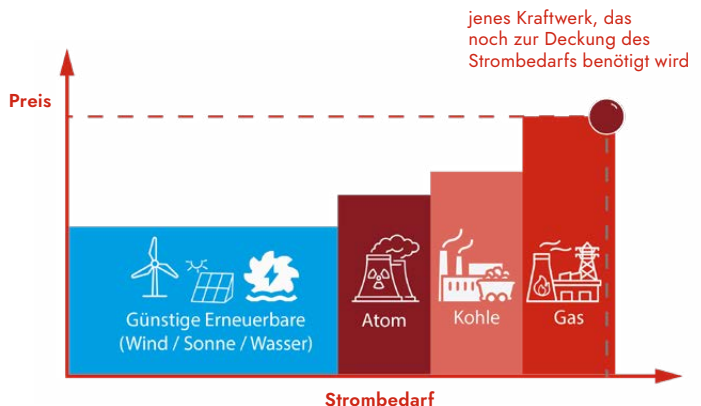 jenes Kraftwerk, das
noch zur Deckung des
Strombedarfs benötigt wird
Preis
Günstige Erneuerbare
(Wind / Sonne / Wasser)
Atom
Kohle
Gas
Strombedarf